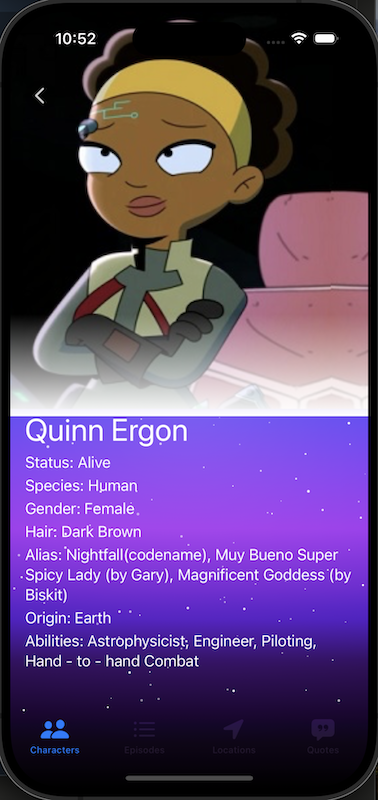 10:52
Quinn Ergon
Status: Alive
Species: Human
Gender: Female
Hair: Dark Brown
Alias: Nightfall(codename), Muy Bueno Super
Spicy Lady (by Gary), Magnificent Goddess (by
Biskit)
Origin: Earth
Abilities: Astrophysicist, Engineer, Piloting,
Hand - to - hand Combat
Characters Episodes Locations Quotes